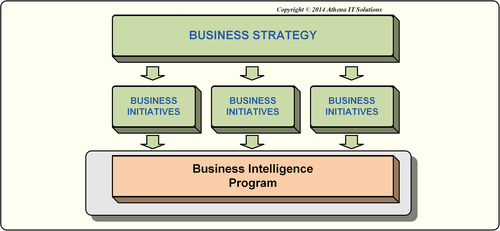 Copyright © 2014 Athena IT Solutions
BUSINESS STRATEGY
BUSINESS
INITIATIVES
BUSINESS
INITIATIVES
BUSINESS
INITIATIVES
Business Intelligence
Program